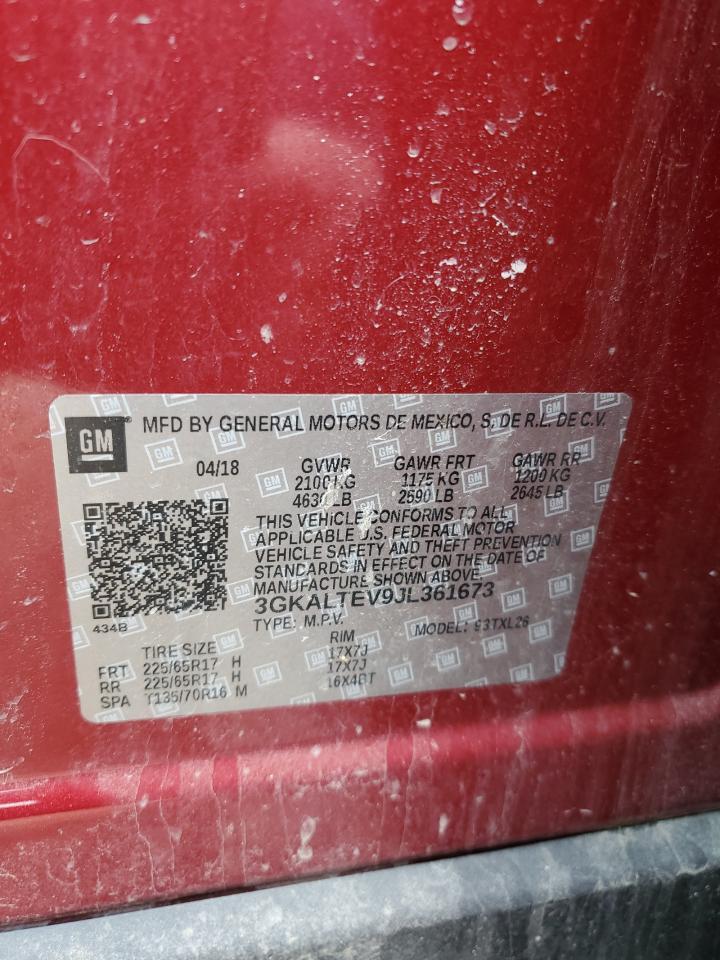 GM
MFD BY GENERAL MOTORS DE MEXICO, S. DE R.L. DE C.V.
04/18 GVWR GAWR FRT GAWR RR
2100 KG 1175 KG 1200 KG
4630 LB 2590 LB 2645 LB
THIS VEHICLE CONFORMS TO ALL
APPLICABLE U.S. FEDERAL MOTOR
VEHICLE SAFETY AND THEFT PREVENTION
STANDARDS IN EFFECT ON THE DATE OF
MANUFACTURE SHOWN ABOVE.
3GKALTEV9JL361673
434B TYPE: M.P.V. MODEL: S3TXL26
TIRE SIZE RIM
FRT 225/65R17 H 17X7J
RR 225/65R17 H 17X7J
SPA T135/70R16 M 16X4BT